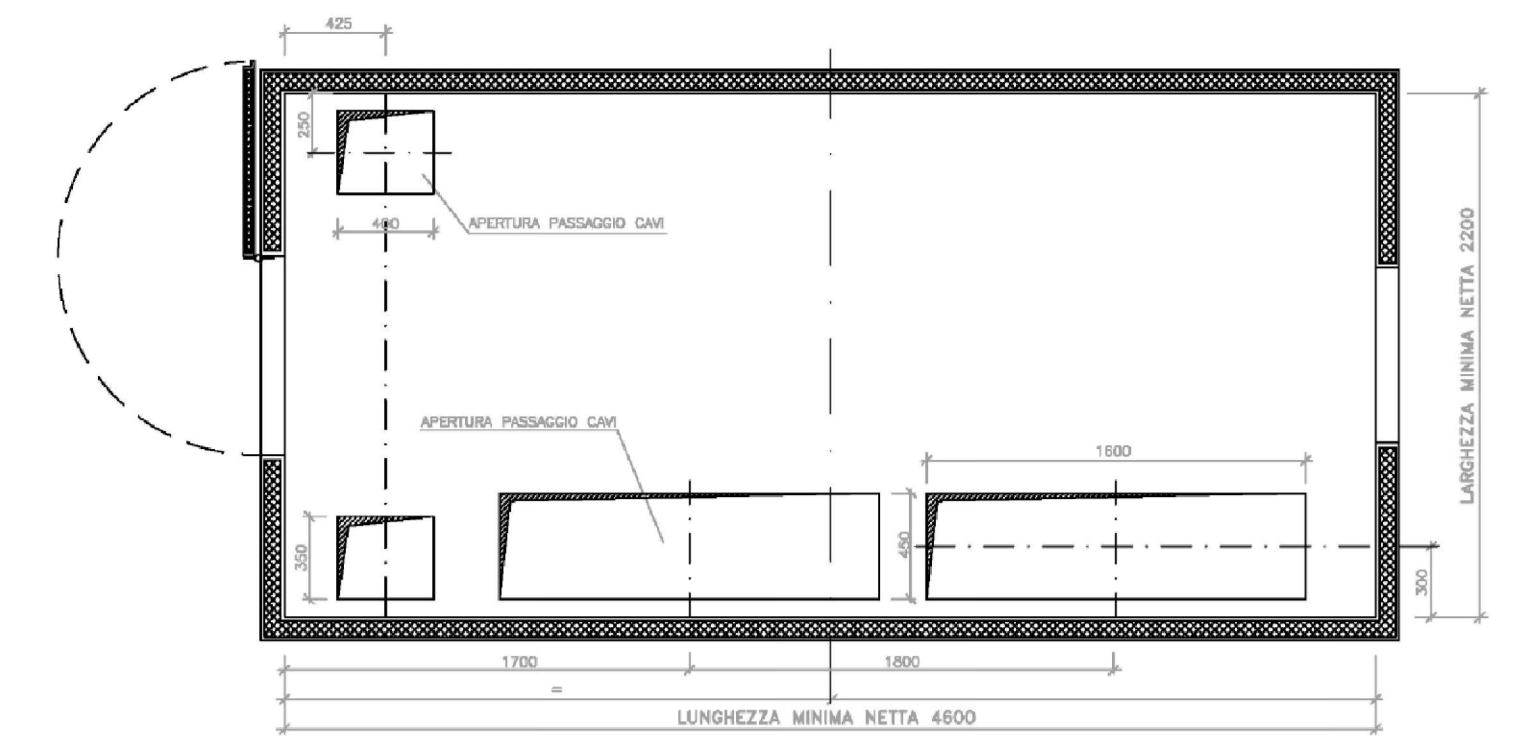 425
250
400
APERTURA PASSAGGIO CAVI
LARGHEZZA MINIMA NETTA 2200
APERTURA PASSAGGIO CAVI
1600
350
450
300
1700
1800
=
LUNGHEZZA MINIMA NETTA 4600